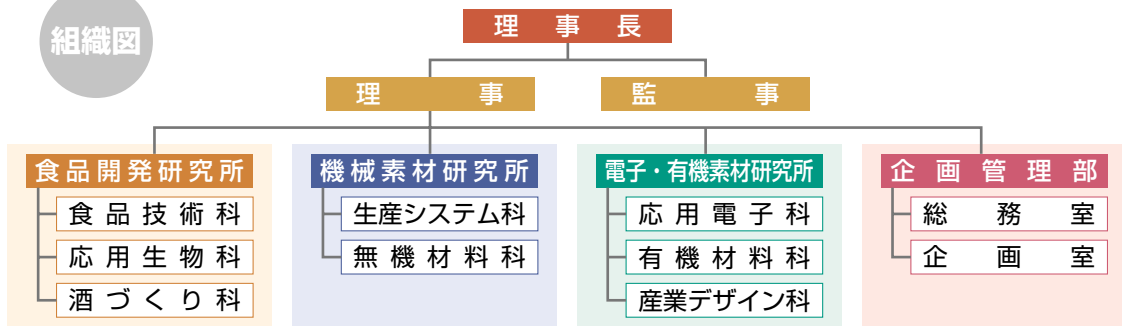 組織図
理事長
理事
監事
食品開発研究所
食品技術科
応用生物科
酒づくり科
機械素材研究所
生産システム科
無機材料科
電子・有機素材研究所
応用電子科
有機材料科
産業デザイン科
企画管理部
総務室
企画室